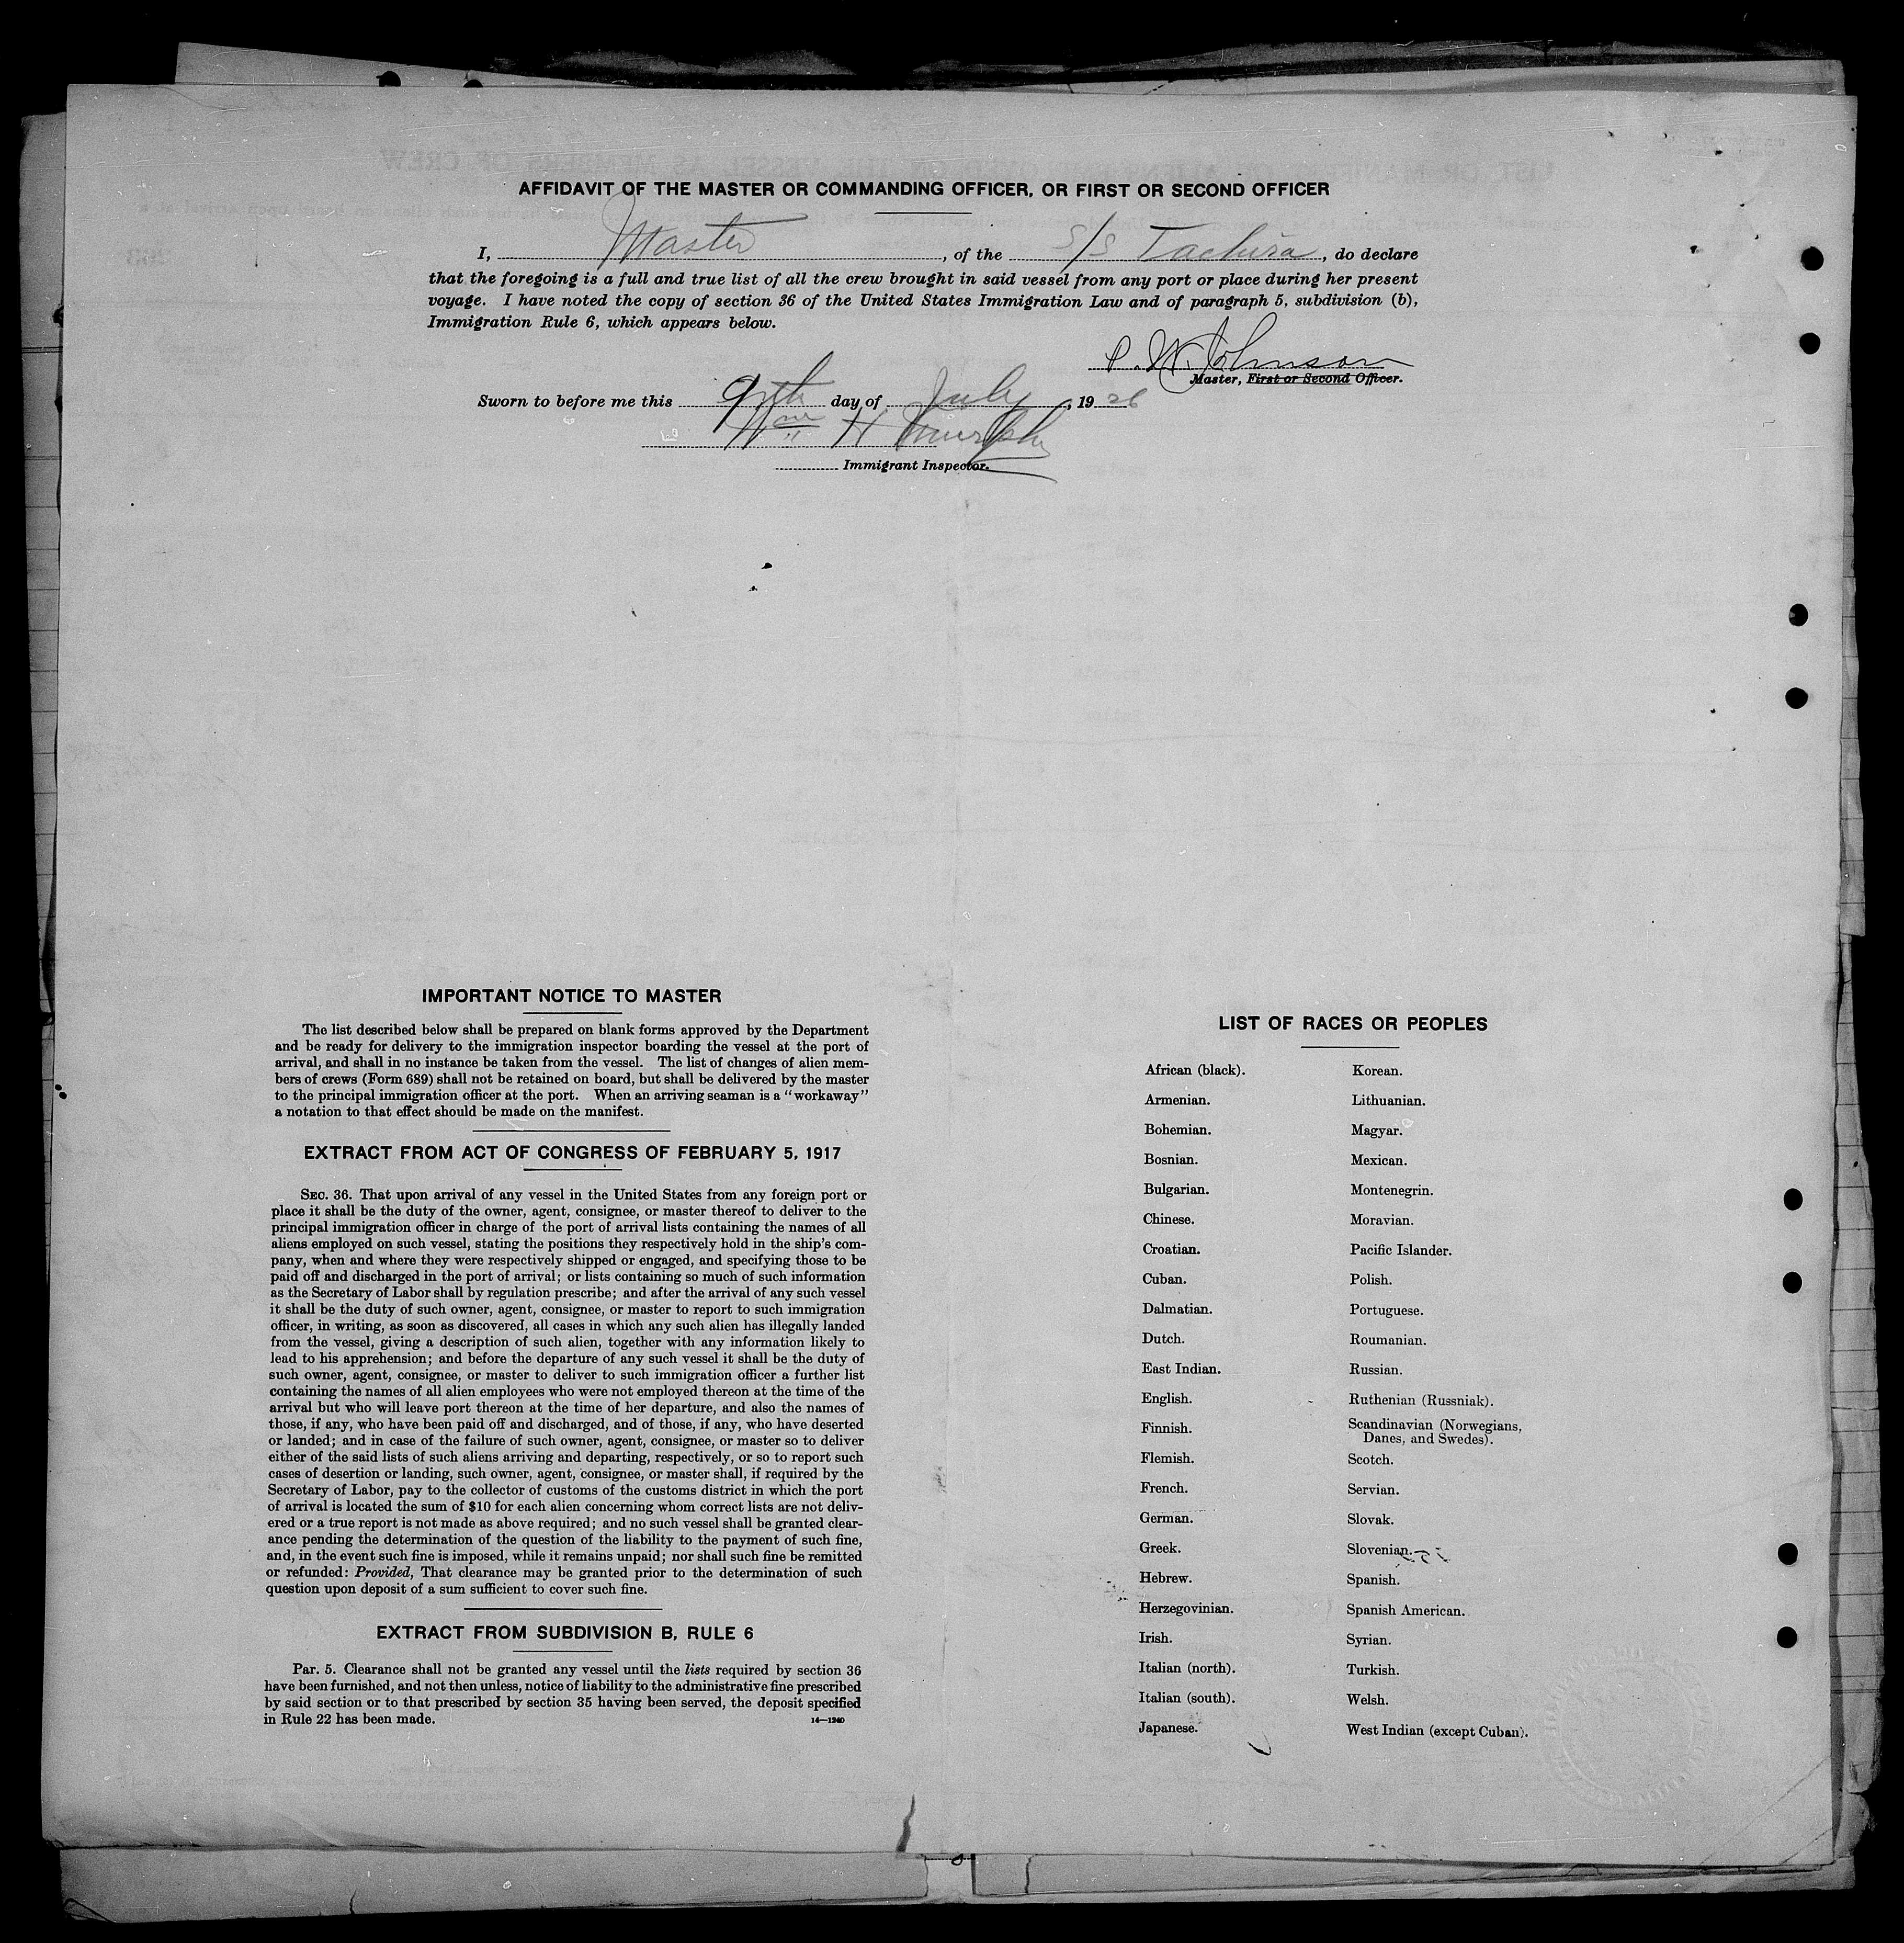 AFFIDAVIT OF THE MASTER OR COMMANDING OFFICER, OR FIRST OR SECOND OFFICER
I, Master, of the S/S Tachira, do declare
that the foregoing is a full and true list of all the crew brought in said vessel from any port or place during her present
voyage. I have noted the copy of section 36 of the United States Immigration Law and of paragraph 5, subdivision (b),
Immigration Rule 6, which appears below.
P. W. Johnson
Master, First or Second Officer.
Sworn to before me this 9th day of July, 1926
Wm H Murphy
Immigrant Inspector.
IMPORTANT NOTICE TO MASTER
The list described below shall be prepared on blank forms approved by the Department
and be ready for delivery to the immigration inspector boarding the vessel at the port of
arrival, and shall in no instance be taken from the vessel. The list of changes of alien mem-
bers of crews (Form 689) shall not be retained on board, but shall be delivered by the master
to the principal immigration officer at the port. When an arriving seaman is a "workaway"
a notation to that effect should be made on the manifest.
EXTRACT FROM ACT OF CONGRESS OF FEBRUARY 5, 1917
SEC. 36. That upon arrival of any vessel in the United States from any foreign port or
place it shall be the duty of the owner, agent, consignee, or master thereof to deliver to the
principal immigration officer in charge of the port of arrival lists containing the names of all
aliens employed on such vessel, stating the positions they respectively hold in the ship's com-
pany, when and where they were respectively shipped or engaged, and specifying those to be
paid off and discharged in the port of arrival; or lists containing so much of such information
as the Secretary of Labor shall by regulation prescribe; and after the arrival of any such vessel
it shall be the duty of such owner, agent, consignee, or master to report to such immigration
officer, in writing, as soon as discovered, all cases in which any such alien has illegally landed
from the vessel, giving a description of such alien, together with any information likely to
lead to his apprehension; and before the departure of any such vessel it shall be the duty of
such owner, agent, consignee, or master to deliver to such immigration officer a further list
containing the names of all alien employees who were not employed thereon at the time of the
arrival but who will leave port thereon at the time of her departure, and also the names of
those, if any, who have been paid off and discharged, and of those, if any, who have deserted
or landed; and in case of the failure of such owner, agent, consignee, or master so to deliver
either of the said lists of such aliens arriving and departing, respectively, or so to report such
cases of desertion or landing, such owner, agent, consignee, or master shall, if required by the
Secretary of Labor, pay to the collector of customs of the customs district in which the port
of arrival is located the sum of $10 for each alien concerning whom correct lists are not deliv-
ered or a true report is not made as above required; and no such vessel shall be granted clear-
ance pending the determination of the question of the liability to the payment of such fine,
and, in the event such fine is imposed, while it remains unpaid; nor shall such fine be remitted
or refunded: Provided, That clearance may be granted prior to the determination of such
question upon deposit of a sum sufficient to cover such fine.
EXTRACT FROM SUBDIVISION B, RULE 6
Par. 5. Clearance shall not be granted any vessel until the lists required by section 36
have been furnished, and not then unless, notice of liability to the administrative fine prescribed
by said section or to that prescribed by section 35 having been served, the deposit specified
in Rule 22 has been made.
14—1240
LIST OF RACES OR PEOPLES
African (black).
Armenian.
Bohemian.
Bosnian.
Bulgarian.
Chinese.
Croatian.
Cuban.
Dalmatian.
Dutch.
East Indian.
English.
Finnish.
Flemish.
French.
German.
Greek.
Hebrew.
Herzegovinian.
Irish.
Italian (north).
Italian (south).
Japanese.
Korean.
Lithuanian.
Magyar.
Mexican.
Montenegrin.
Moravian.
Pacific Islander.
Polish.
Portuguese.
Roumanian.
Russian.
Ruthenian (Russniak).
Scandinavian (Norwegians,
Danes, and Swedes).
Scotch.
Servian.
Slovak.
Slovenian.
Spanish.
Spanish American.
Syrian.
Turkish.
Welsh.
West Indian (except Cuban).